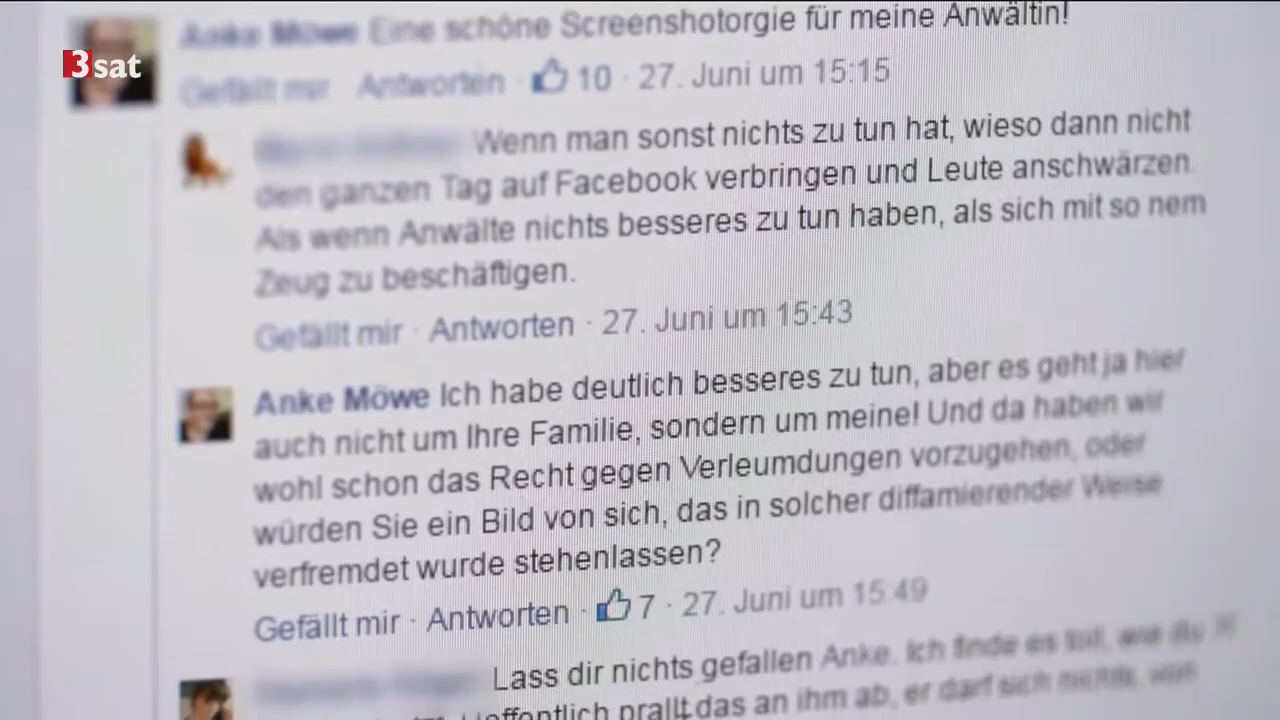 3sat
Anke Möwe Eine schöne Screenshotorgie für meine Anwältin!
Gefällt mir Antworten · 10 · 27. Juni um 15:15
Wenn man sonst nichts zu tun hat, wieso dann nicht
den ganzen Tag auf Facebook verbringen und Leute anschwärzen.
Als wenn Anwälte nichts besseres zu tun haben, als sich mit so nem
Zeug zu beschäftigen.
Gefällt mir · Antworten · 27. Juni um 15:43
Anke Möwe Ich habe deutlich besseres zu tun, aber es geht ja hier
auch nicht um Ihre Familie, sondern um meine! Und da haben wir
wohl schon das Recht gegen Verleumdungen vorzugehen, oder
würden Sie ein Bild von sich, das in solcher diffamierender Weise
verfremdet wurde stehenlassen?
Gefällt mir · Antworten · 7 · 27. Juni um 15:49
Lass dir nichts gefallen Anke. Ich finde es toll, wie du
prallt das an ihm ab, er darf sich nichts, von